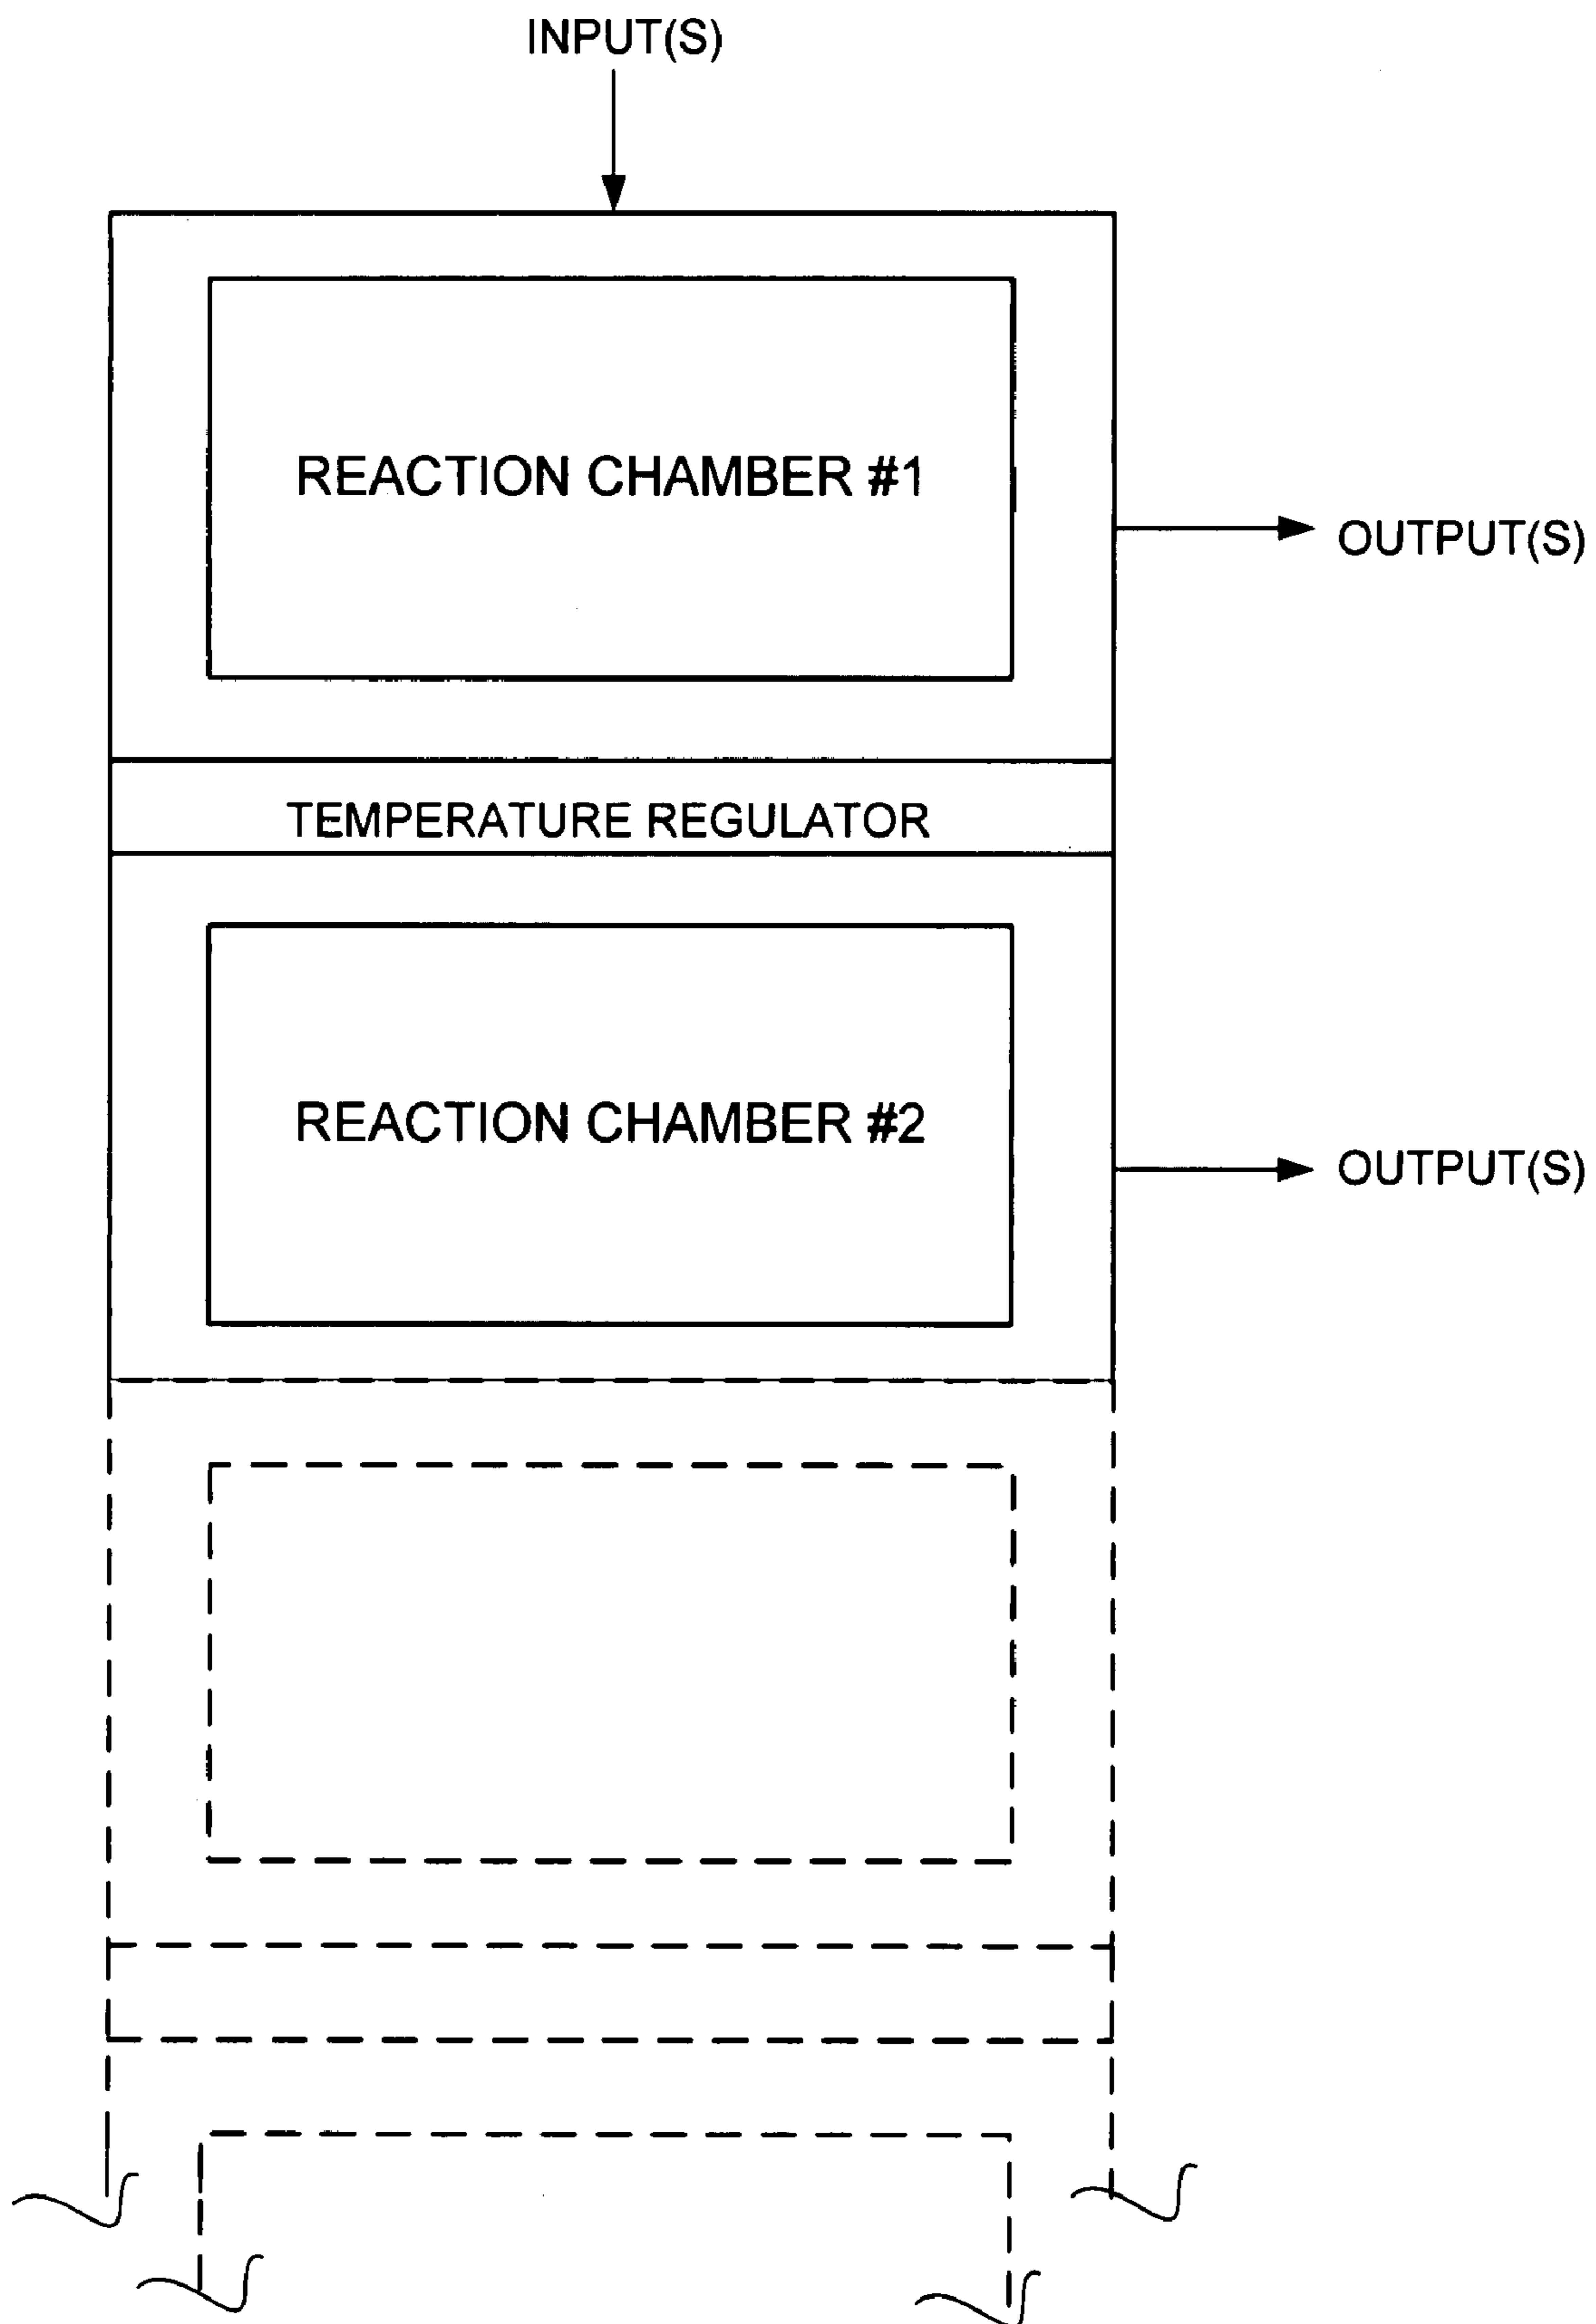 INPUT(S)
REACTION CHAMBER #1
OUTPUT(S)
TEMPERATURE REGULATOR
REACTION CHAMBER #2
OUTPUT(S)